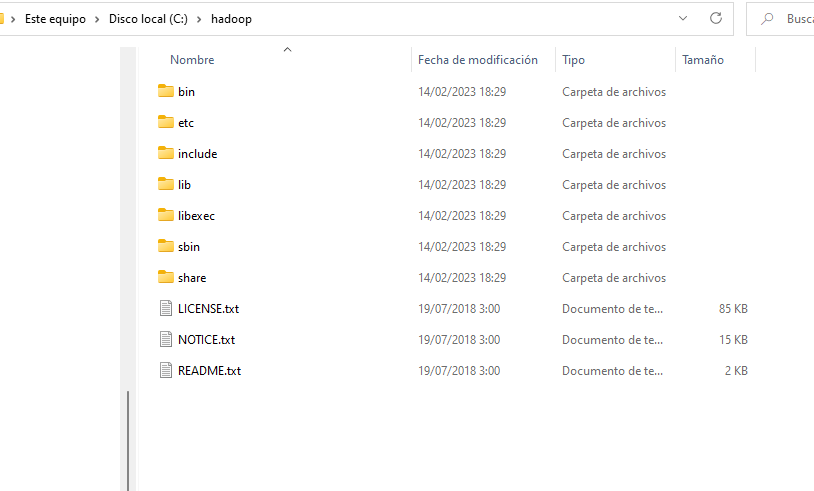 Este equipo > Disco local (C:) > hadoop Busca
Nombre Fecha de modificación Tipo Tamaño
bin 14/02/2023 18:29 Carpeta de archivos
etc 14/02/2023 18:29 Carpeta de archivos
include 14/02/2023 18:29 Carpeta de archivos
lib 14/02/2023 18:29 Carpeta de archivos
libexec 14/02/2023 18:29 Carpeta de archivos
sbin 14/02/2023 18:29 Carpeta de archivos
share 14/02/2023 18:29 Carpeta de archivos
LICENSE.txt 19/07/2018 3:00 Documento de te... 85 KB
NOTICE.txt 19/07/2018 3:00 Documento de te... 15 KB
README.txt 19/07/2018 3:00 Documento de te... 2 KB